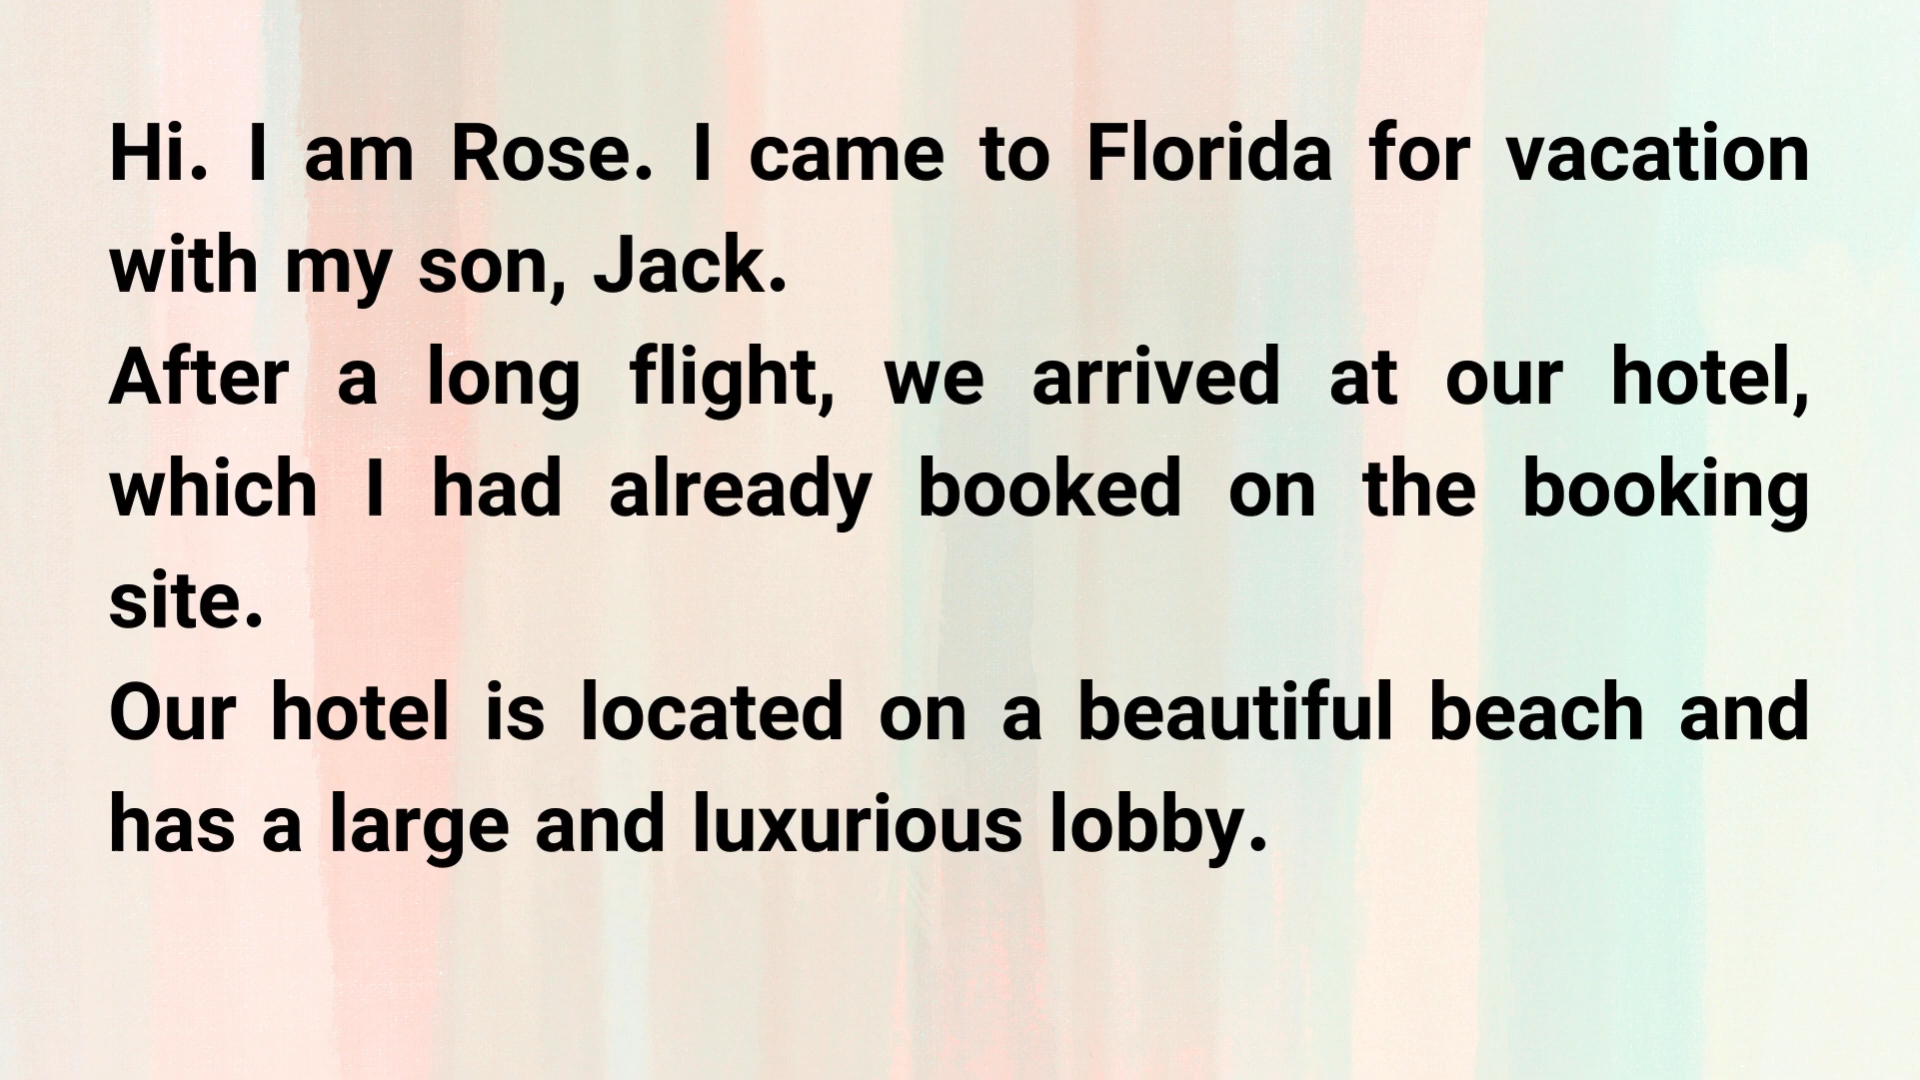 Hi. I am Rose. I came to Florida for vacation
with my son, Jack.
After a long flight, we arrived at our hotel,
which I had already booked on the booking
site.
Our hotel is located on a beautiful beach and
has a large and luxurious lobby.